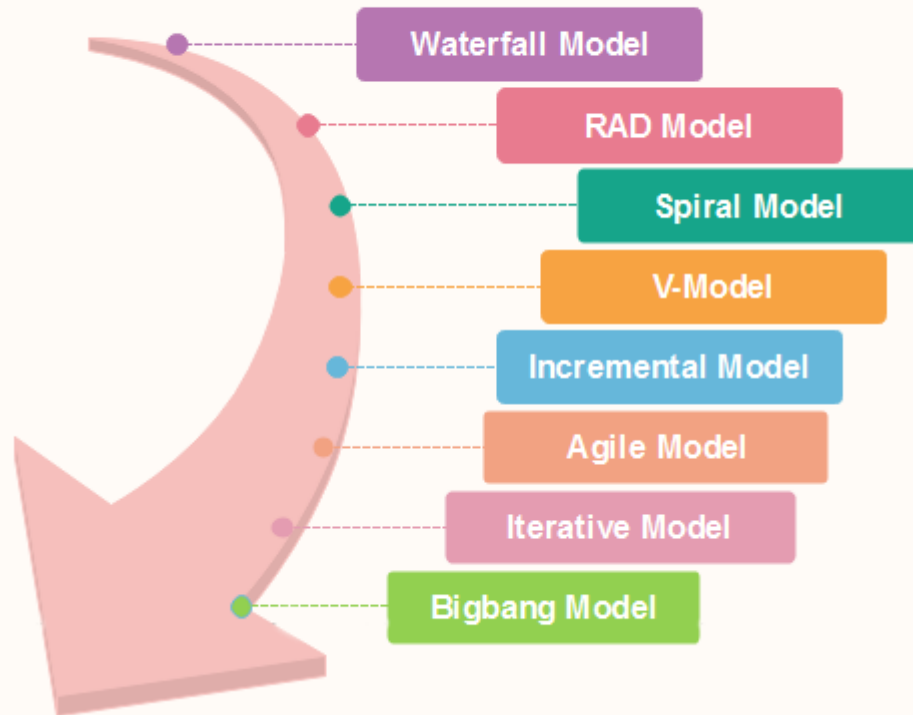 Waterfall Model
RAD Model
Spiral Model
V-Model
Incremental Model
Agile Model
Iterative Model
Bigbang Model